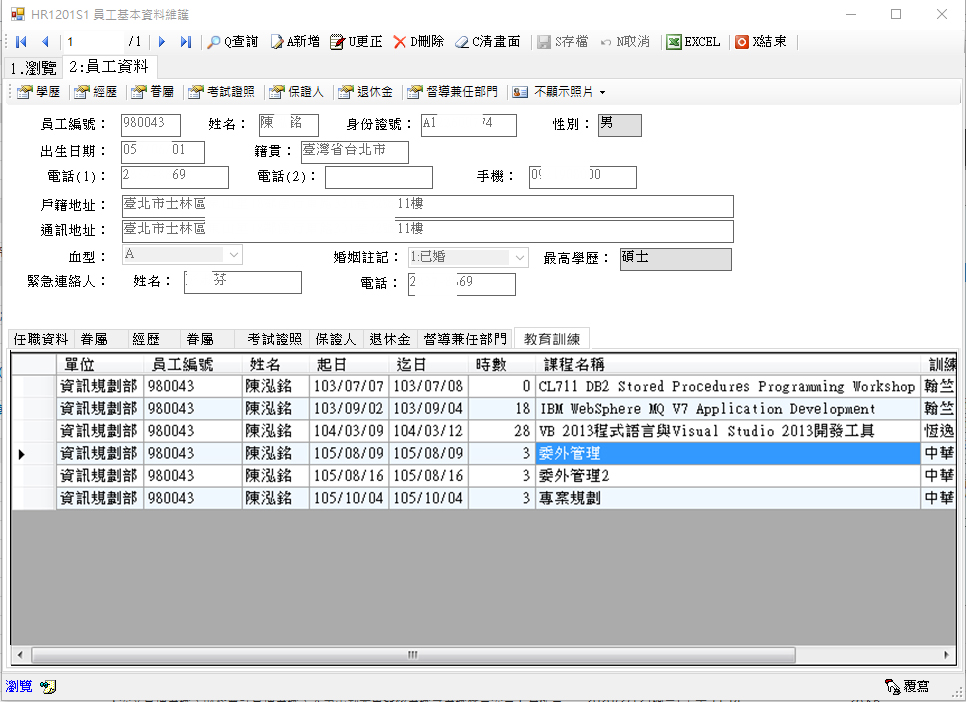 HR1201S1 員工基本資料維護
1 /1 Q查詢 A新增 U更正 D刪除 C清畫面 S存檔 N取消 EXCEL X結束
1.瀏覽 2:員工資料
學歷 經歷 眷屬 考試證照 保證人 退休金 督導兼任部門 不顯示照片
員工編號： 980043 姓名： 陳 銘 身份證號： A1 74 性別： 男
出生日期： 05 01 籍貫： 臺灣省台北市
電話(1)： 2 69 電話(2)： 手機： 09 00
戶籍地址： 臺北市士林區 11樓
通訊地址： 臺北市士林區 11樓
血型： A 婚姻註記： 1:已婚 最高學歷： 碩士
緊急連絡人： 姓名： 芬 電話： 2 69
任職資料 眷屬 經歷 眷屬 考試證照 保證人 退休金 督導兼任部門 教育訓練
單位 員工編號 姓名 起日 迄日 時數 課程名稱 訓練
資訊規劃部 980043 陳泓銘 103/07/07 103/07/08 0 CL711 DB2 Stored Procedures Programming Workshop 翰竺
資訊規劃部 980043 陳泓銘 103/09/02 103/09/04 18 IBM WebSphere MQ V7 Application Development 翰竺
資訊規劃部 980043 陳泓銘 104/03/09 104/03/12 28 VB 2013程式語言與Visual Studio 2013開發工具 恆逸
資訊規劃部 980043 陳泓銘 105/08/09 105/08/09 3 委外管理 中華
資訊規劃部 980043 陳泓銘 105/08/16 105/08/16 3 委外管理2 中華
資訊規劃部 980043 陳泓銘 105/10/04 105/10/04 3 專案規劃 中華
瀏覽 覆寫